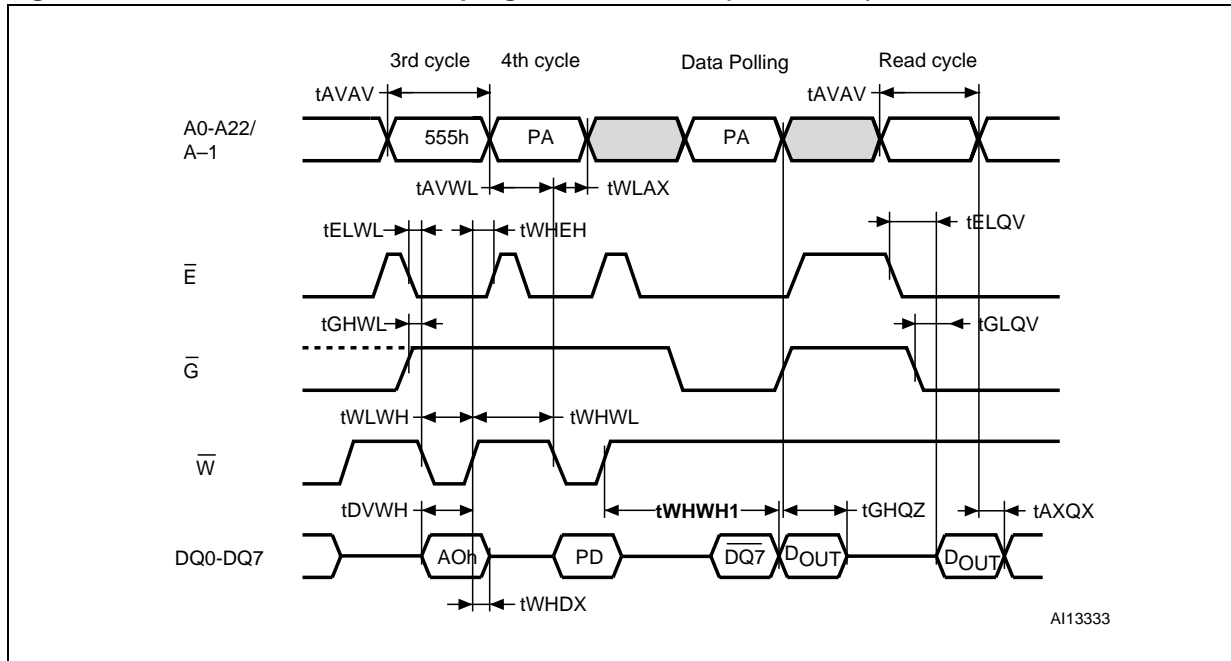 3rd cycle 4th cycle Data Polling Read cycle
tAVAV tAVAV
A0-A22/
A–1
555h PA PA
tAVWL tWLAX
tELWL tWHEH tELQV
E̅
tGHWL tGLQV
G̅
tWLWH tWHWL
W̅
tDVWH tWHWH1 tGHQZ tAXQX
DQ0-DQ7 AOh PD D̅Q̅7̅ DOUT DOUT
tWHDX
AI13333